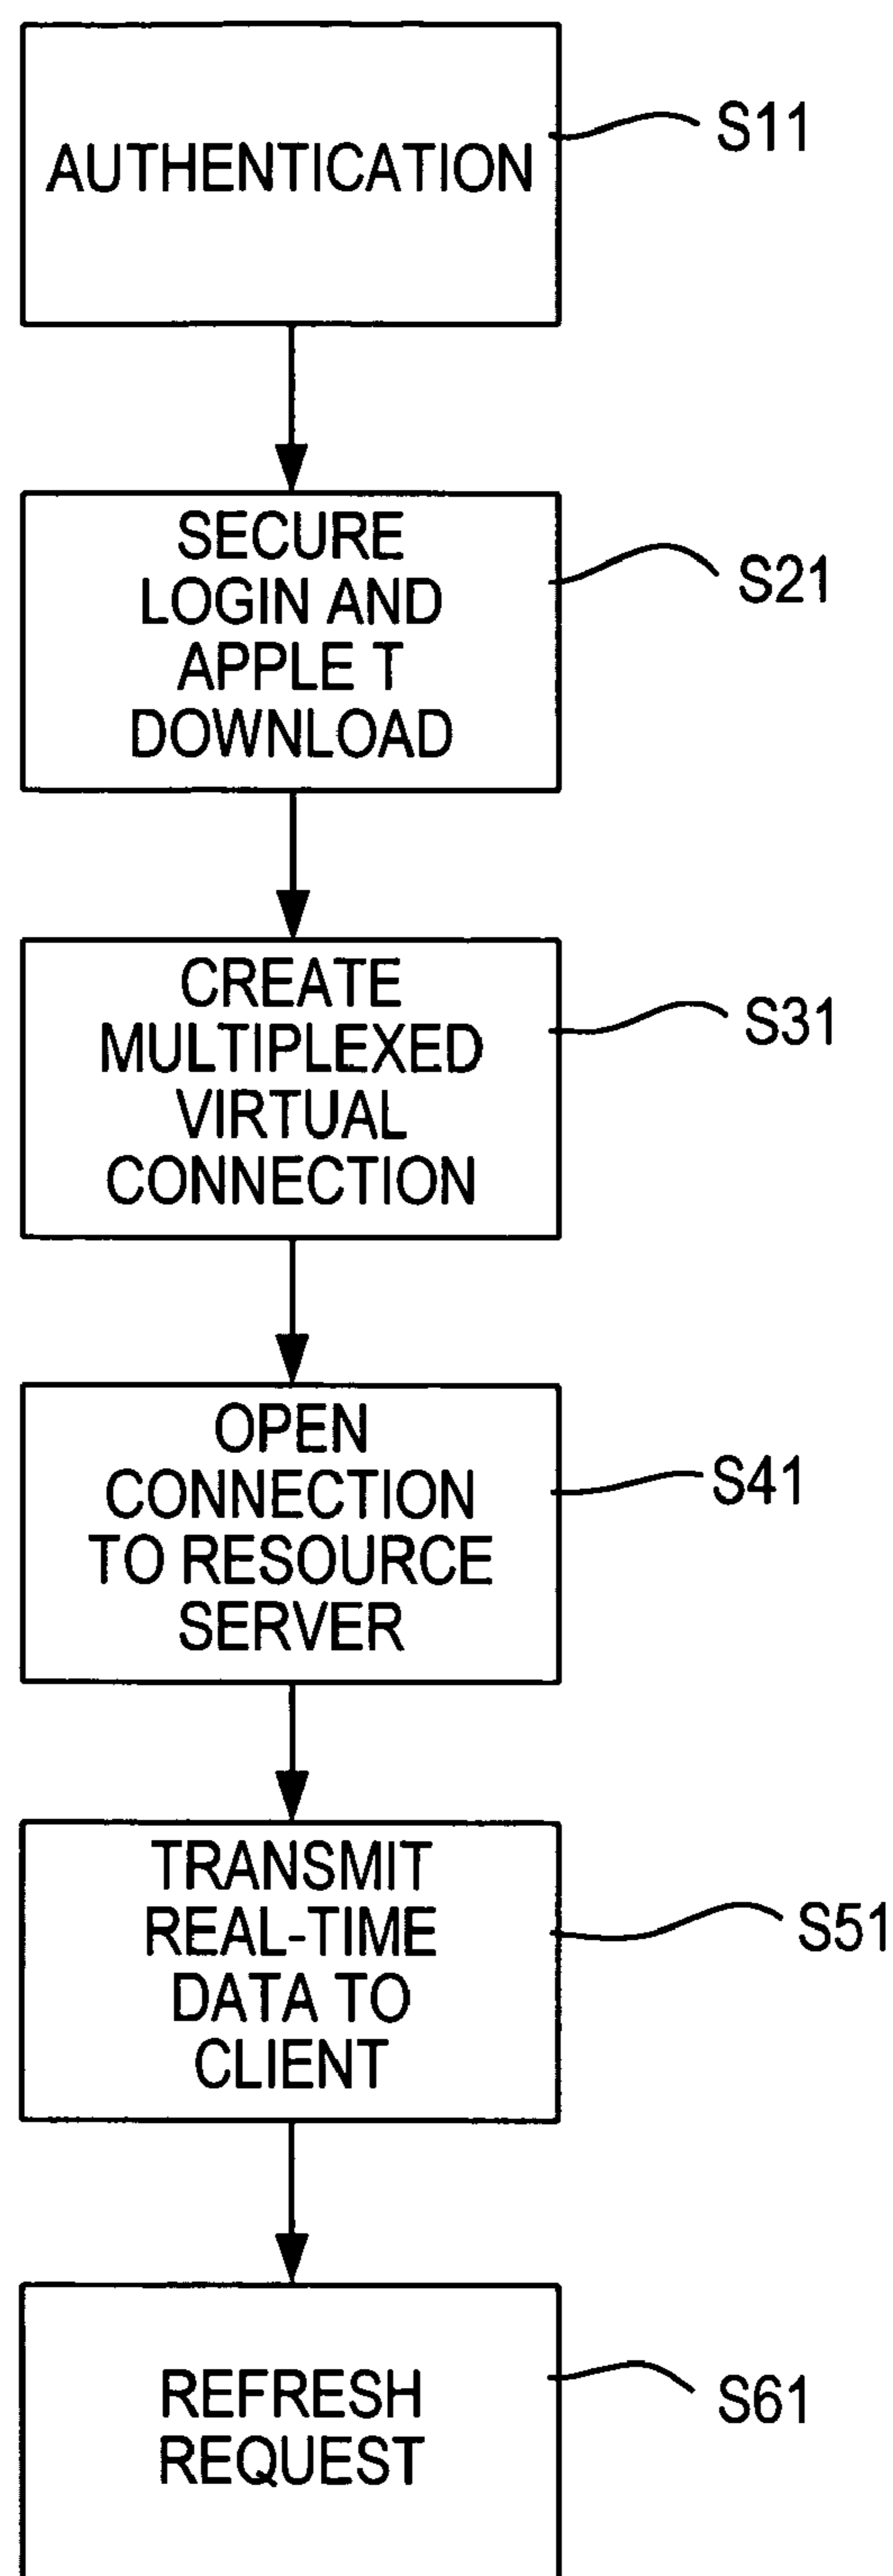 AUTHENTICATION
S11
SECURE
LOGIN AND
APPLE T
DOWNLOAD
S21
CREATE
MULTIPLEXED
VIRTUAL
CONNECTION
S31
OPEN
CONNECTION
TO RESOURCE
SERVER
S41
TRANSMIT
REAL-TIME
DATA TO
CLIENT
S51
REFRESH
REQUEST
S61